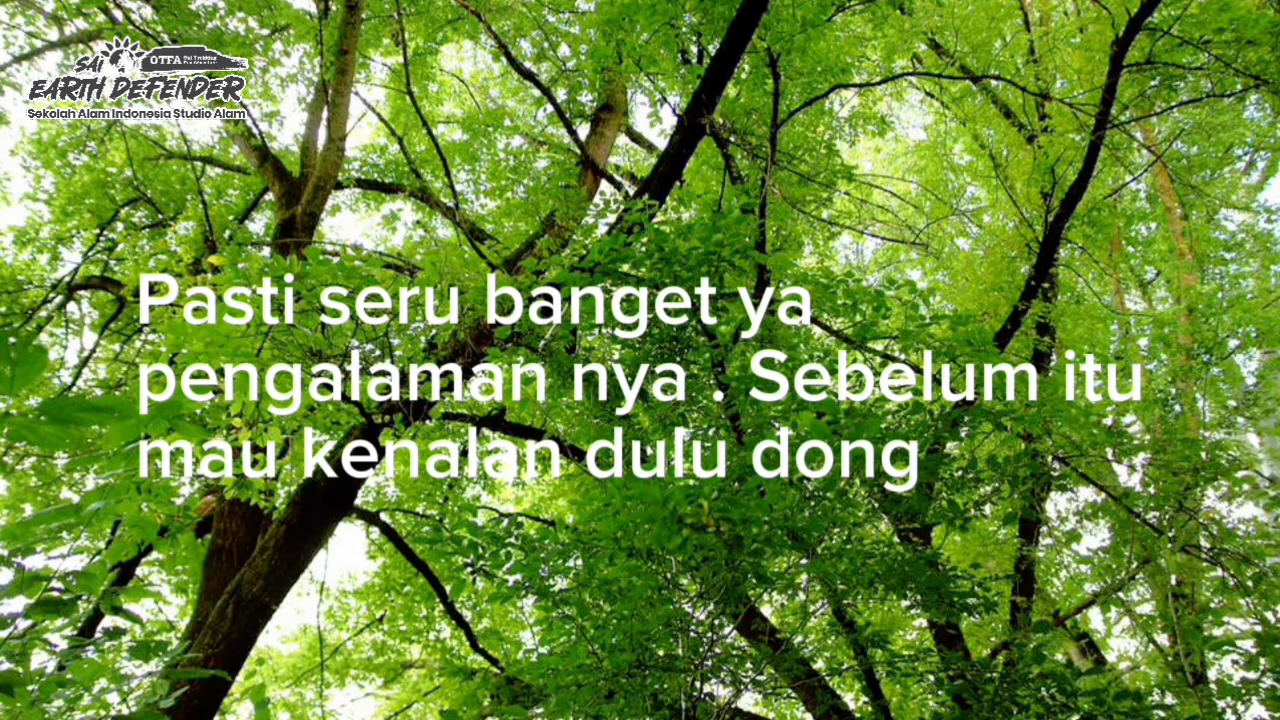 SAI
OTFA
EARTH DEFENDER
Sekolah Alam Indonesia Studio Alam
Pasti seru banget ya
pengalaman nya . Sebelum itu
mau kenalan dulu dong